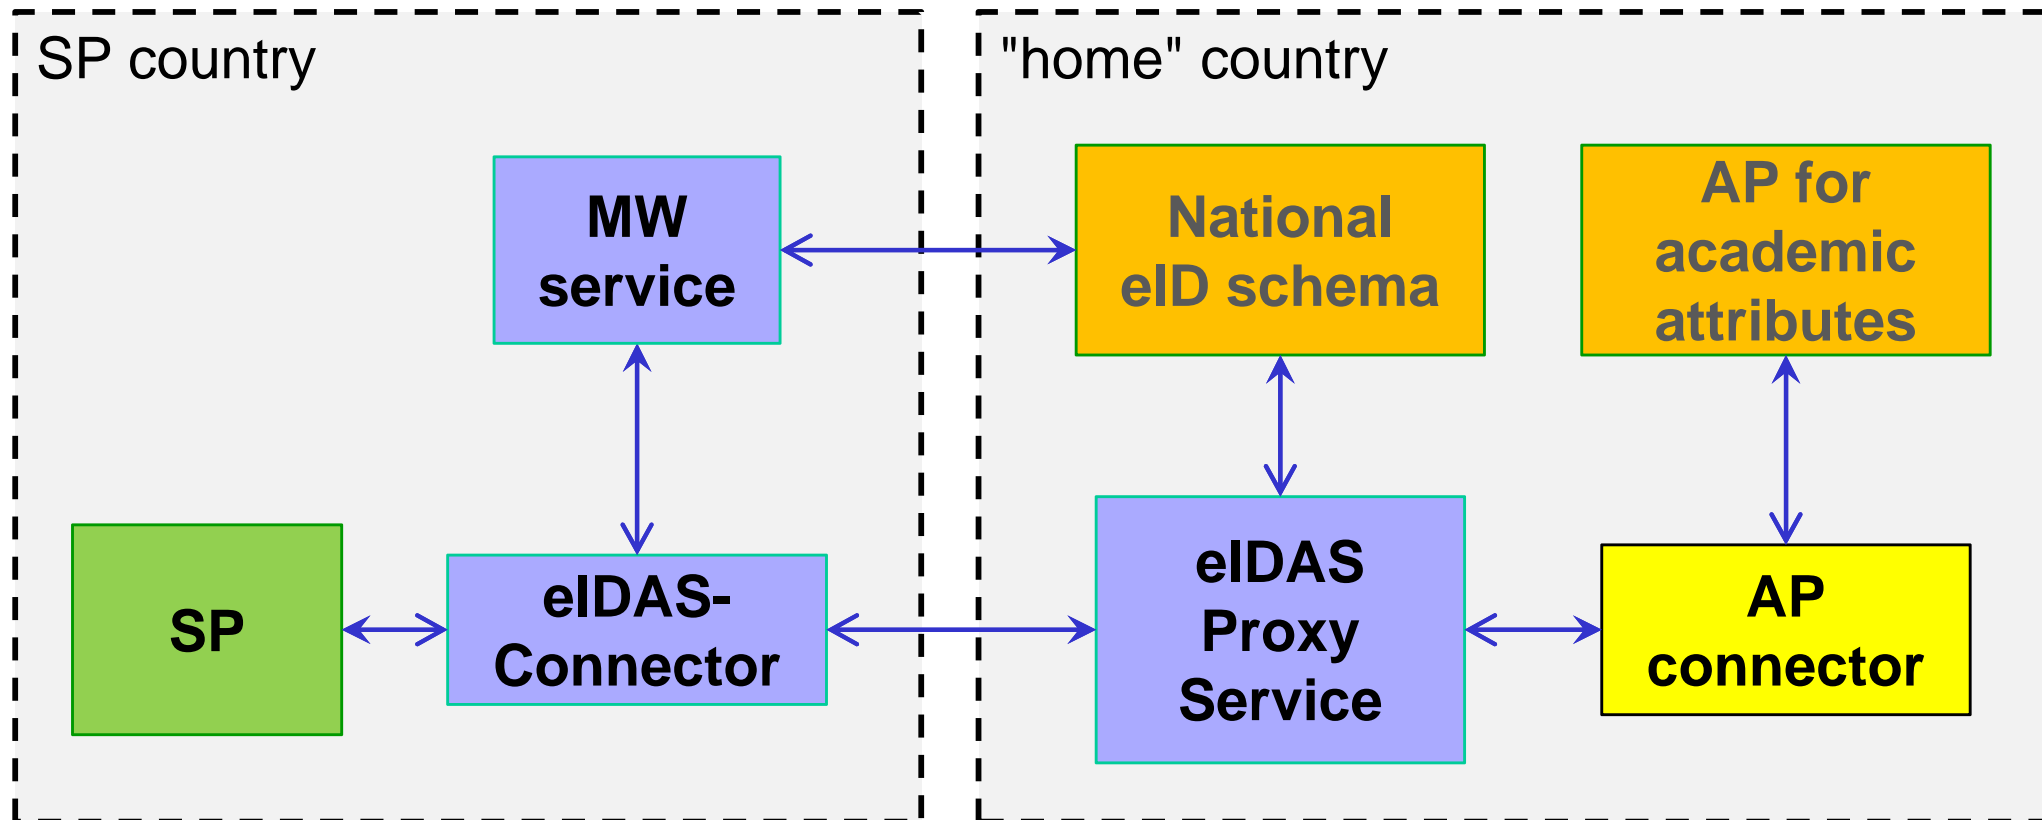 SP country
"home" country
MW
service
National
eID schema
AP for
academic
attributes
SP
eIDAS-
Connector
eIDAS
Proxy
Service
AP
connector